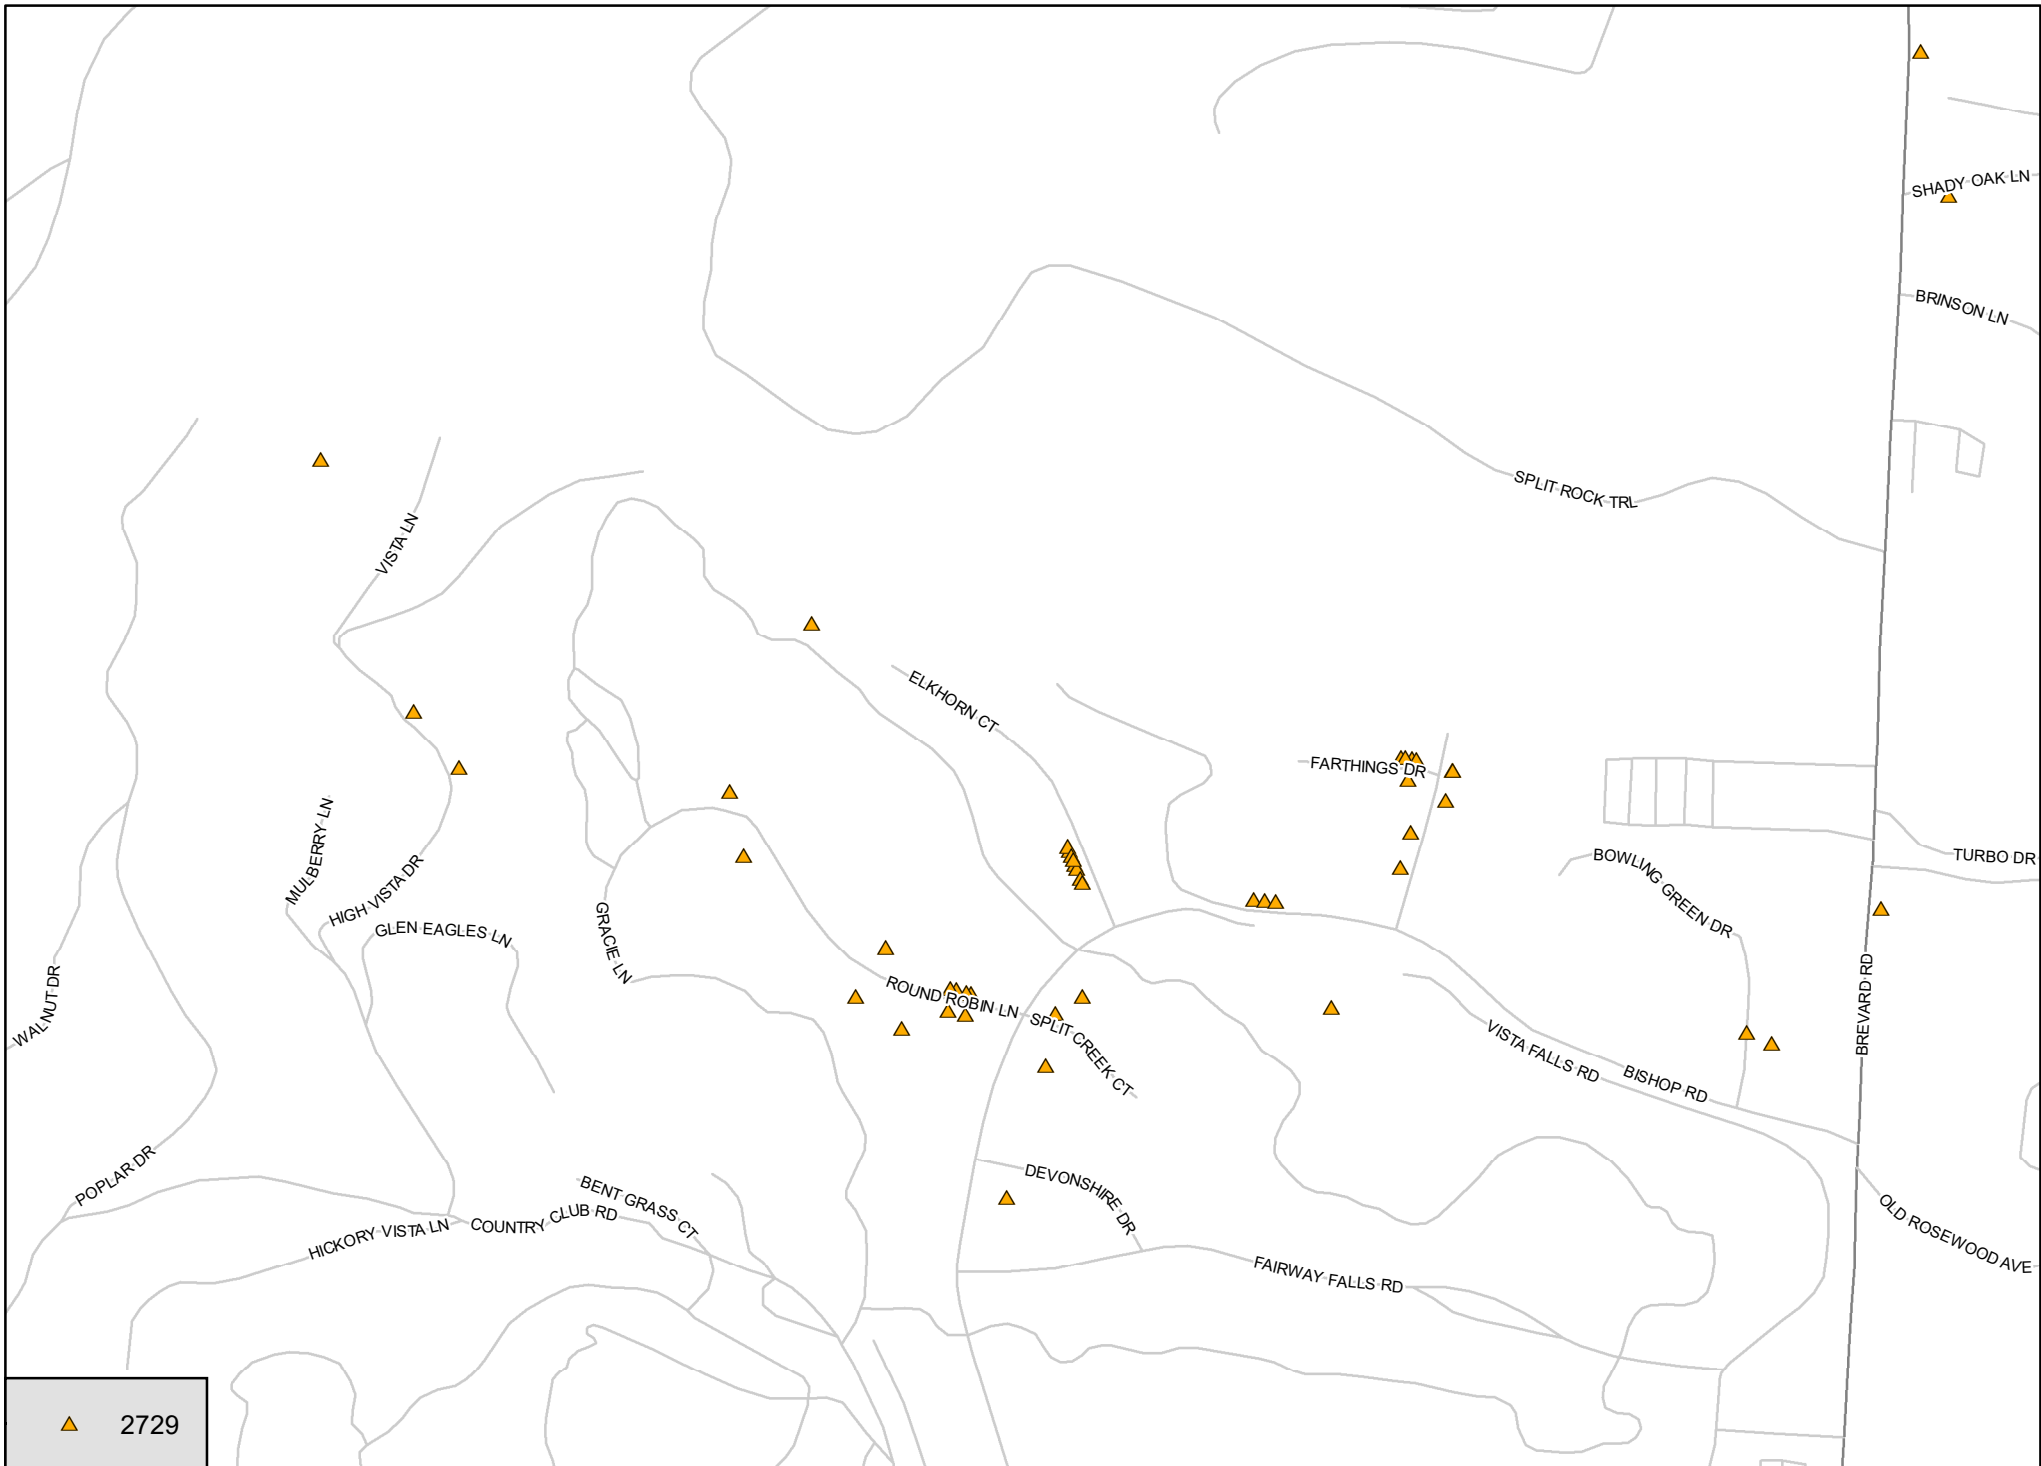 SHADY OAK LN
BRINSON LN
SPLIT ROCK TRL
VISTA LN
ELKHORN CT
FARTHINGS DR
MULBERRY LN
HIGH VISTA DR
GLEN EAGLES LN
GRACIE LN
BOWLING GREEN DR
TURBO DR
WALNUT DR
ROUND ROBIN LN
SPLIT CREEK CT
VISTA FALLS RD
BISHOP RD
BREVARD RD
POPLAR DR
BENT GRASS CT
DEVONSHIRE DR
HICKORY VISTA LN
COUNTRY CLUB RD
FAIRWAY FALLS RD
OLD ROSEWOOD AVE
2729